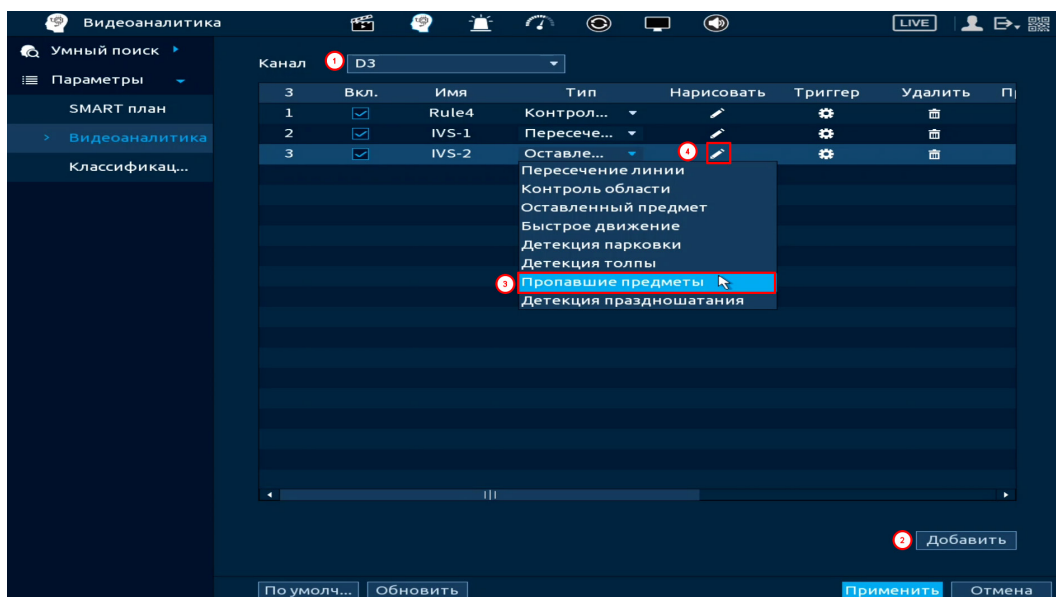 Видеоаналитика LIVE
Умный поиск
Параметры
SMART план
Видеоаналитика
Классификац...
Канал 1 D3
3 Вкл. Имя Тип Нарисовать Триггер Удалить П
1 Rule4 Контрол...
2 IVS-1 Пересече...
3 IVS-2 Оставле... 4
Пересечение линии
Контроль области
Оставленный предмет
Быстрое движение
Детекция парковки
Детекция толпы
3 Пропавшие предметы
Детекция праздношатания
2 Добавить
По умолч... Обновить Применить Отмена